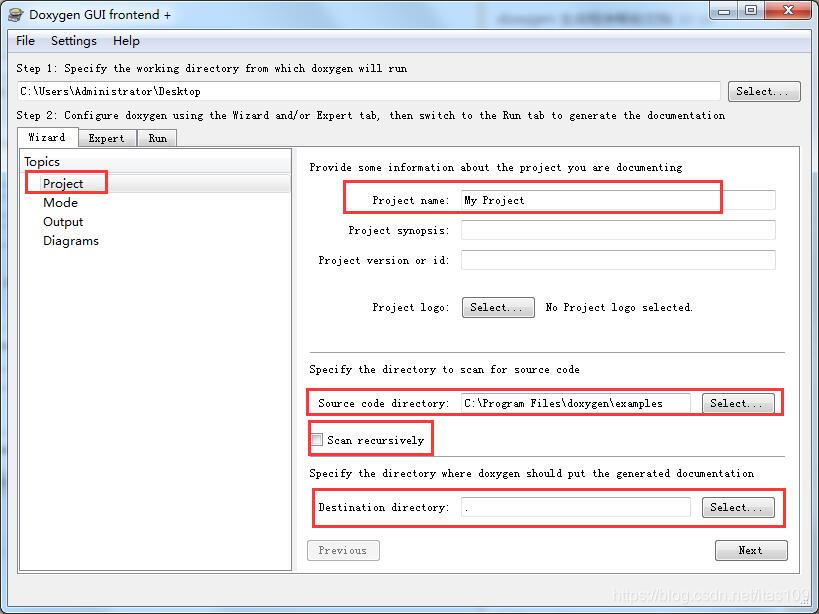 Doxygen GUI frontend +
File Settings Help
Step 1: Specify the working directory from which doxygen will run
C:\Users\Administrator\Desktop Select...
Step 2: Configure doxygen using the Wizard and/or Expert tab, then switch to the Run tab to generate the documentation
Wizard Expert Run
Topics
Project
Mode
Output
Diagrams
Provide some information about the project you are documenting
Project name: My Project
Project synopsis:
Project version or id:
Project logo: Select... No Project logo selected.
Specify the directory to scan for source code
Source code directory: C:\Program Files\doxygen\examples Select...
Scan recursively
Specify the directory where doxygen should put the generated documentation
Destination directory: . Select...
Previous Next
https://blog.csdn.net/itas109